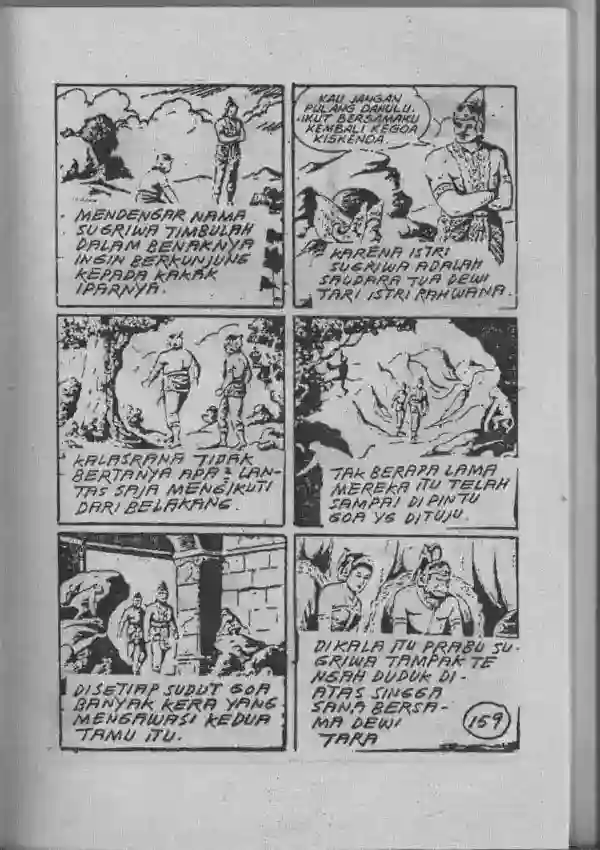 MENDENGAR NAMA
SUGRIWA TIMBULAH
DALAM BENAKNYA
INGIN BERKUNJUNG
KEPADA KAKAK
IPARNYA.
KAU JANGAN
PULANG DAHULU.
IKUT BERSAMAKU
KEMBALI KEGOA
KISKENDA.
KARENA ISTRI
SUGRIWA ADALAH
SAUDARA TUA DEWI
TARI ISTRI RAHWANA.
KALASRANA TIDAK
BERTANYA APA2 LAN-
TAS SAJA MENGIKUTI
DARI BELAKANG.
TAK BERAPA LAMA
MEREKA ITU TELAH
SAMPAI DI PINTU
GOA YG DITUJU.
DISETIAP SUDUT GOA
BANYAK KERA YANG
MENGAWASI KEDUA
TAMU ITU.
DIKALA ITU PRABU SU-
GRIWA TAMPAK TE
NGAH DUDUK DI-
ATAS SINGGA
SANA BERSA-
MA DEWI
TARA
159